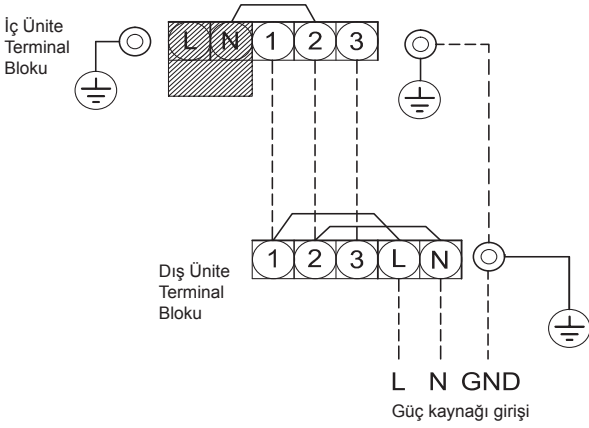 İç Ünite
Terminal
Bloku
L N 1 2 3
Dış Ünite
Terminal
Bloku
1 2 3 L N
L N GND
Güç kaynağı girişi